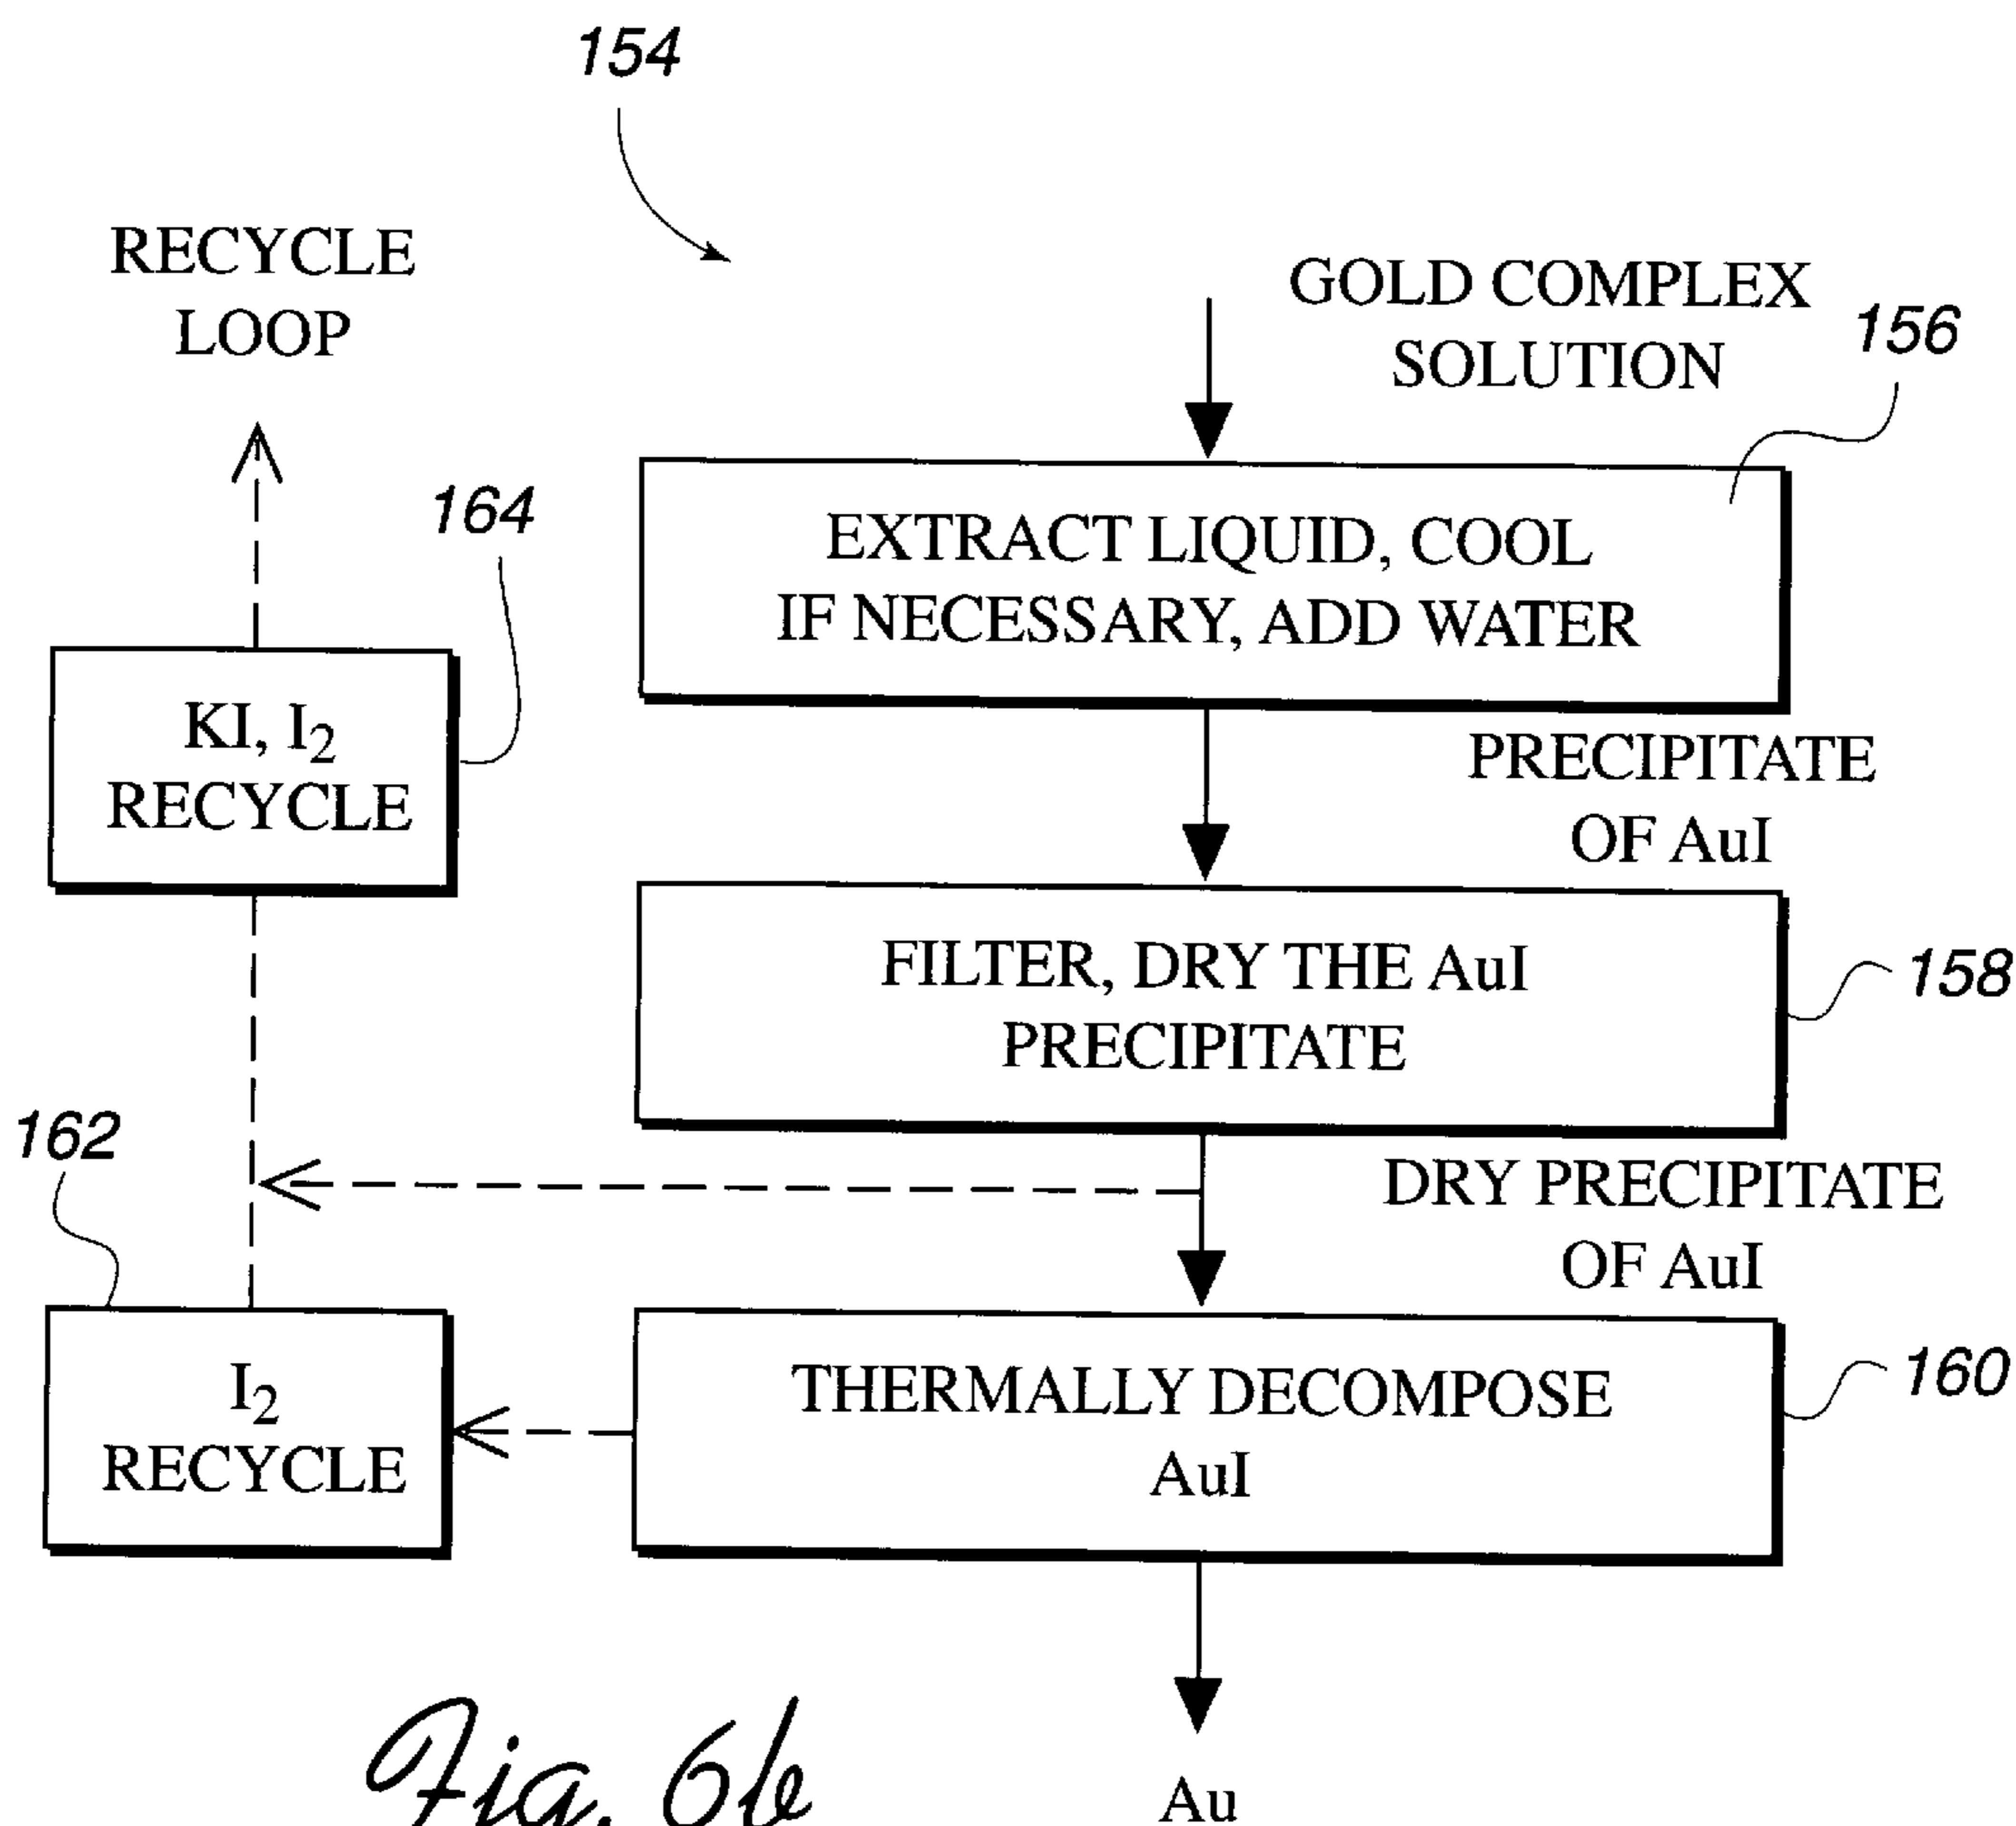 154
RECYCLE
LOOP
GOLD COMPLEX
SOLUTION
156
EXTRACT LIQUID, COOL
IF NECESSARY, ADD WATER
164
KI, I₂
RECYCLE
PRECIPITATE
OF AuI
FILTER, DRY THE AuI
PRECIPITATE
158
162
DRY PRECIPITATE
OF AuI
I₂
RECYCLE
THERMALLY DECOMPOSE
AuI
160
Fig. 6b
Au